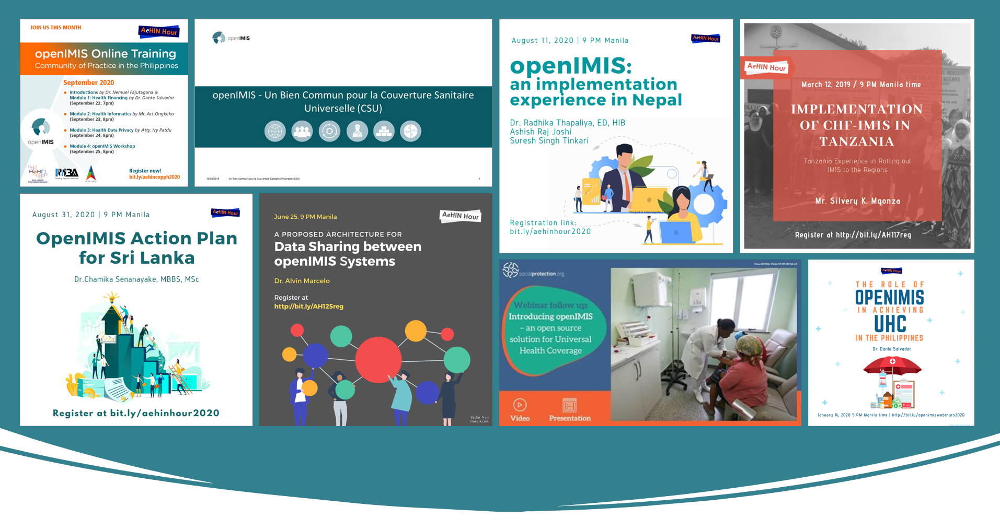 JOIN US THIS MONTH
AeHIN Hour
openIMIS Online Training
Community of Practice in the Philippines
September 2020
Introductions by Dr. Nemuel Fajutagana &
Module 1: Health Financing by Dr. Dante Salvador
(September 22, 7pm)
Module 2: Health Informatics by Mr. Art Ongkeko
(September 23, 8pm)
Module 3: Health Data Privacy by Atty. Ivy Patdu
(September 24, 8pm)
Module 4: openIMIS Workshop
(September 25, 8pm)
openIMIS
AeHIN
Asia eHealth
Information Network
Register now!
bit.ly/aehincopph2020
openIMIS
openIMIS - Un Bien Commun pour la Couverture Sanitaire
Universelle (CSU)
10/09/2019 Un Bien commun pour la Couverture Sanitaire Universelle (CSU) 1
August 11, 2020 | 9 PM Manila
AeHIN Hour
openIMIS:
an implementation
experience in Nepal
Dr. Radhika Thapaliya, ED, HIB
Ashish Raj Joshi
Suresh Singh Tinkari
Registration link:
bit.ly/aehinhour2020
AeHIN Hour
March 12, 2019 / 9 PM Manila time
IMPLEMENTATION
OF CHF-IMIS IN
TANZANIA
Tanzania Experience in Rolling out
IMIS to the Regions
Mr. Silvery K. Mgonza
Register at http://bit.ly/AH117reg
August 31, 2020 | 9 PM Manila
AeHIN Hour
OpenIMIS Action Plan
for Sri Lanka
Dr.Chamika Senanayake, MBBS, MSc
Register at bit.ly/aehinhour2020
June 25, 9 PM Manila
AeHIN Hour
A PROPOSED ARCHITECTURE FOR
Data Sharing between
openIMIS Systems
Dr. Alvin Marcelo
Register at
http://bit.ly/AH125reg
Vector from
freepik.com
socialprotection.org
Webinar follow up:
Introducing openIMIS
– an open source
solution for Universal
Health Coverage
Video
Presentation
AeHIN Hour
THE ROLE OF
OPENIMIS
IN ACHIEVING
UHC
IN THE PHILIPPINES
Dr. Dante Salvador
January 16, 2020 9 PM Manila time | http://bit.ly/openimiswebinars2020